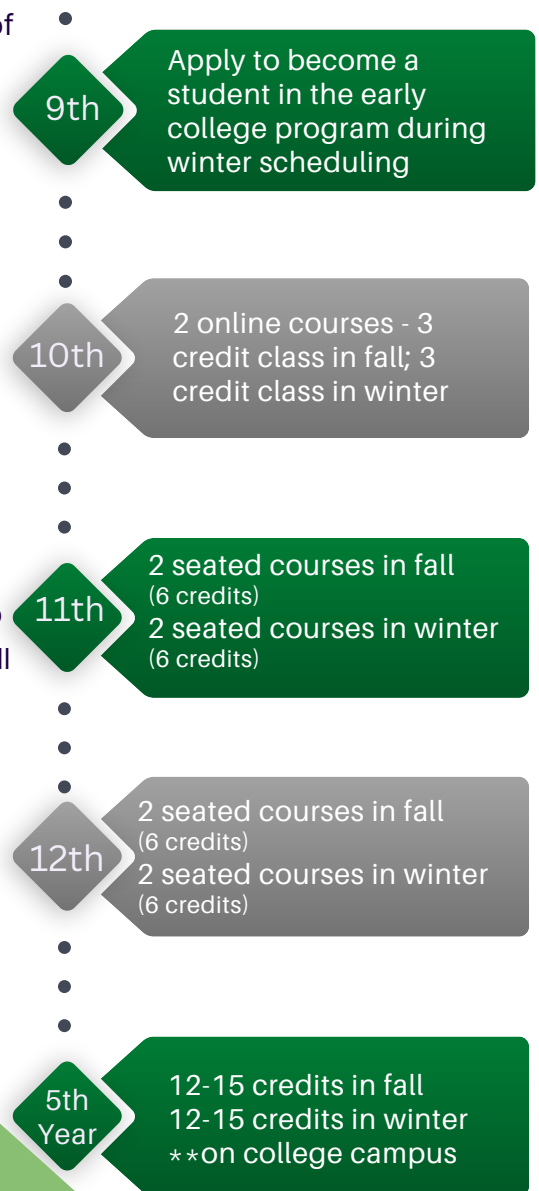 of
9th
Apply to become a
student in the early
college program during
winter scheduling
10th
2 online courses - 3
credit class in fall; 3
credit class in winter
11th
2 seated courses in fall
(6 credits)
2 seated courses in winter
(6 credits)
12th
2 seated courses in fall
(6 credits)
2 seated courses in winter
(6 credits)
5th
Year
12-15 credits in fall
12-15 credits in winter
**on college campus